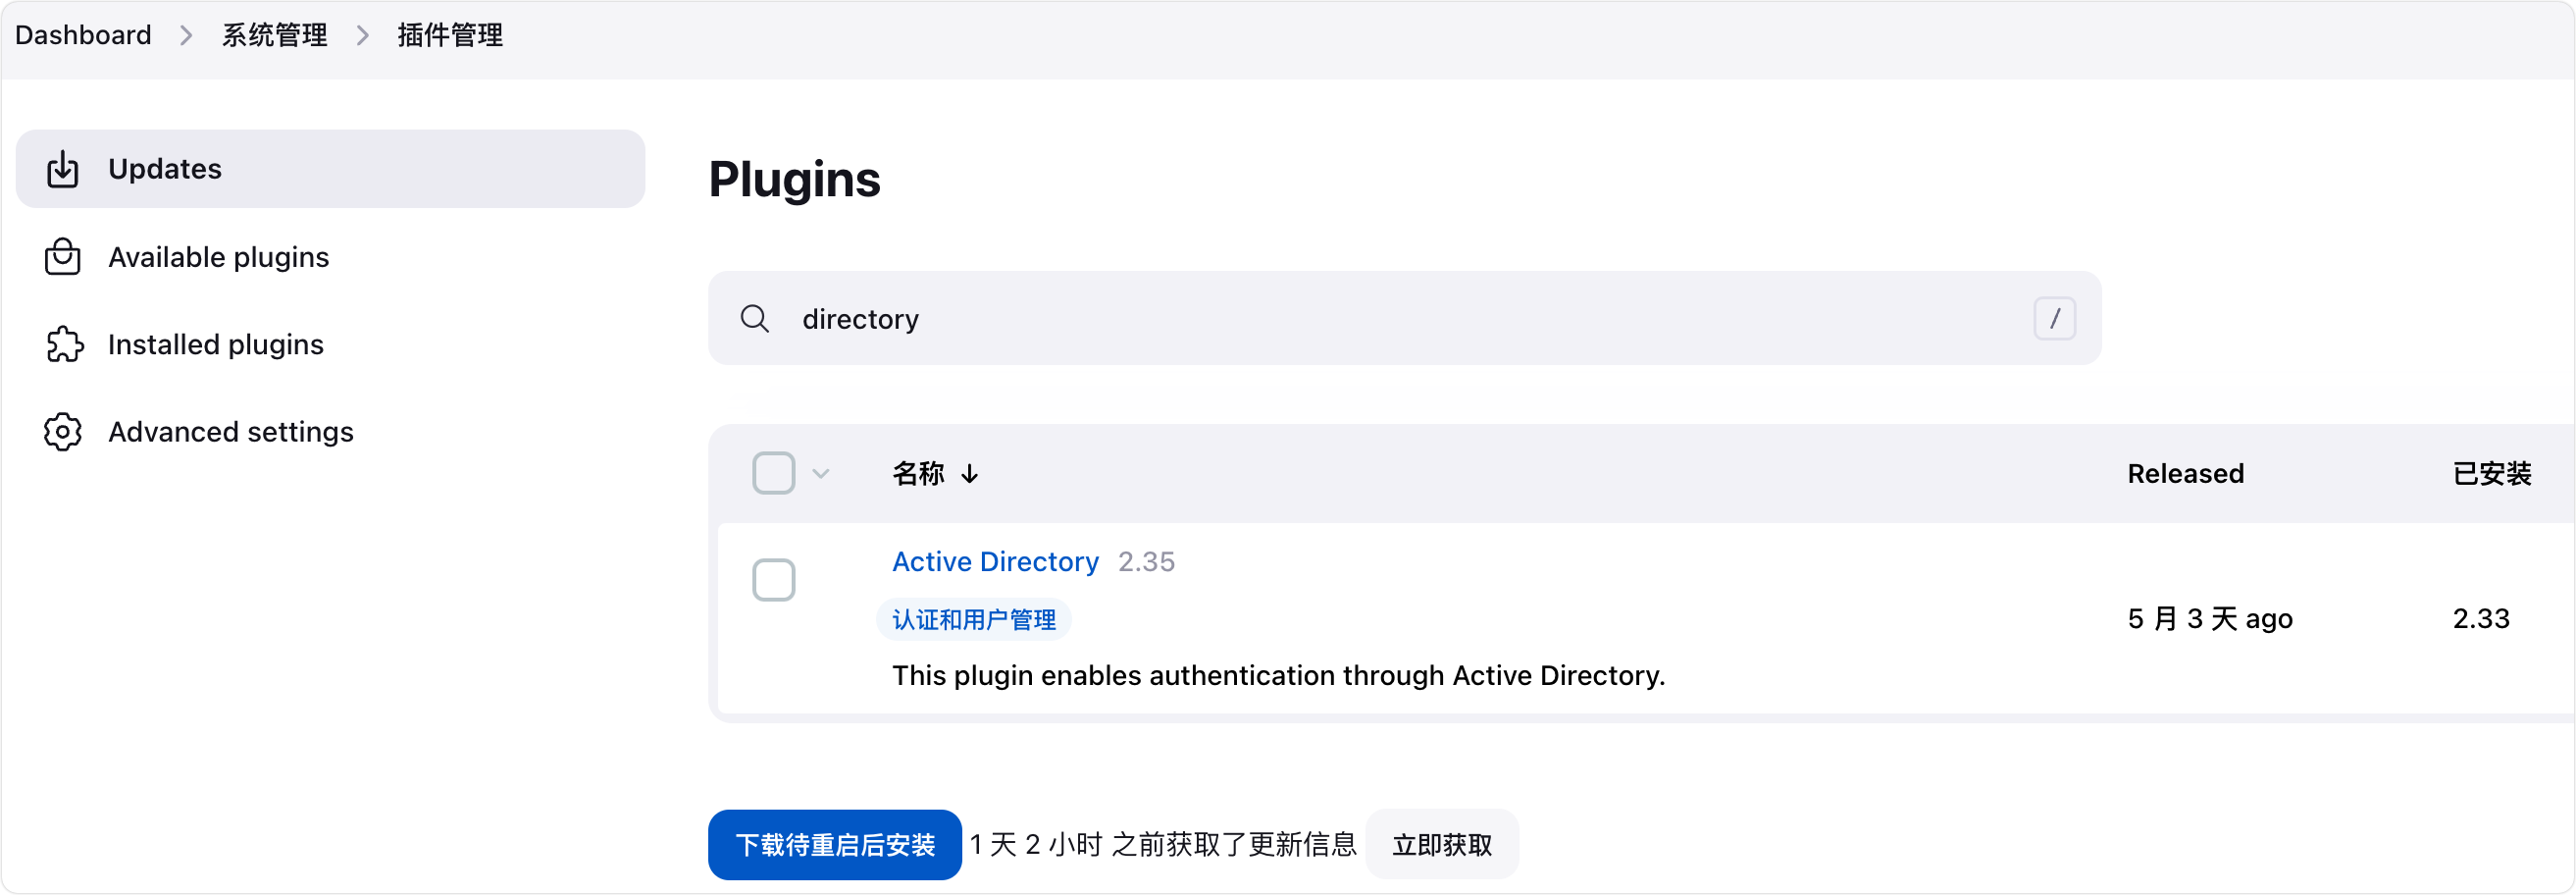 Dashboard > 系统管理 > 插件管理
Updates
Available plugins
Installed plugins
Advanced settings
Plugins
directory /
名称 ↓ Released 已安装
Active Directory 2.35
认证和用户管理
5 月 3 天 ago 2.33
This plugin enables authentication through Active Directory.
下载待重启后安装 1 天 2 小时 之前获取了更新信息 立即获取